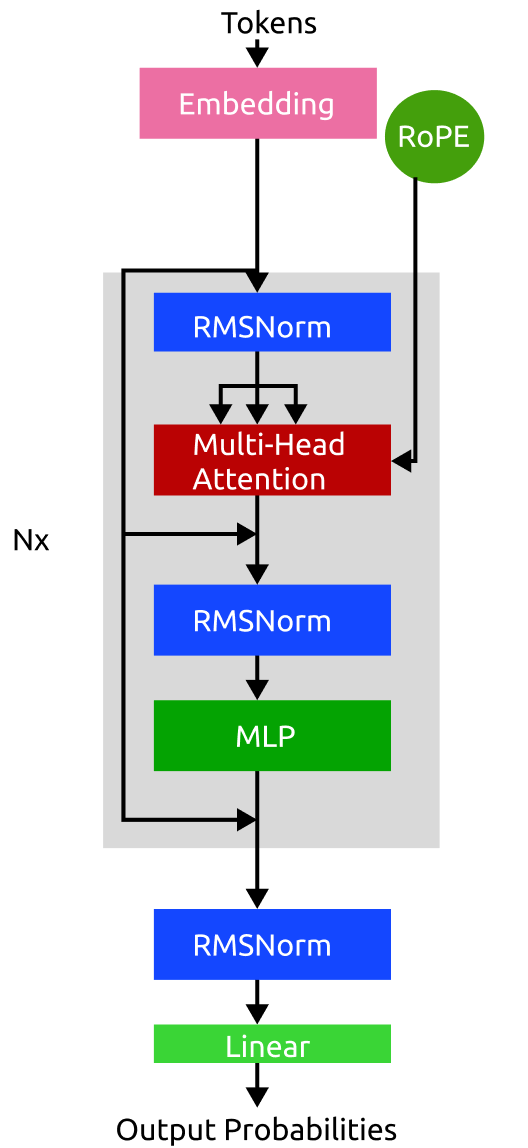 Tokens
Embedding
RoPE
RMSNorm
Multi-Head
Attention
Nx
RMSNorm
MLP
RMSNorm
Linear
Output Probabilities